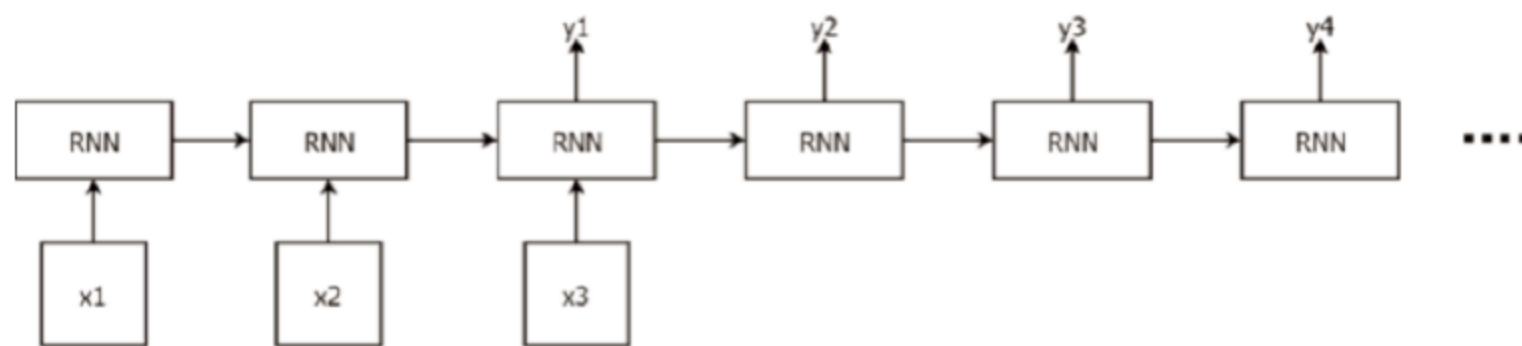 y1 y2 y3 y4
RNN RNN RNN RNN RNN RNN ....
x1 x2 x3